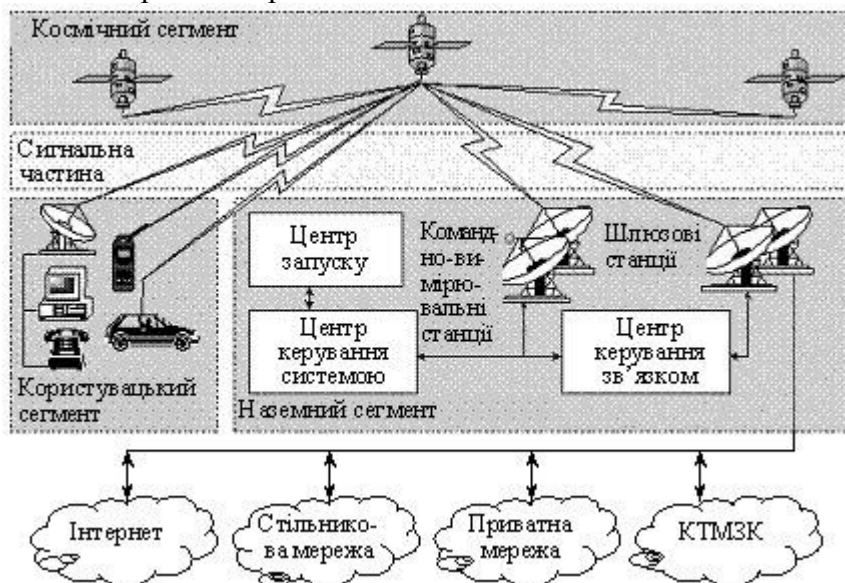 Космічний сегмент
Сигнальна
частина
Центр
запуску
Команд-
но-ви-
мірю-
вальні
станції
Шлюзові
станції
Центр
керування
системою
Центр
керування
зв’язком
Користувацький
сегмент
Наземний сегмент
Інтернет
Стільнико-
ва мережа
Приватна
мережа
КТМЗК